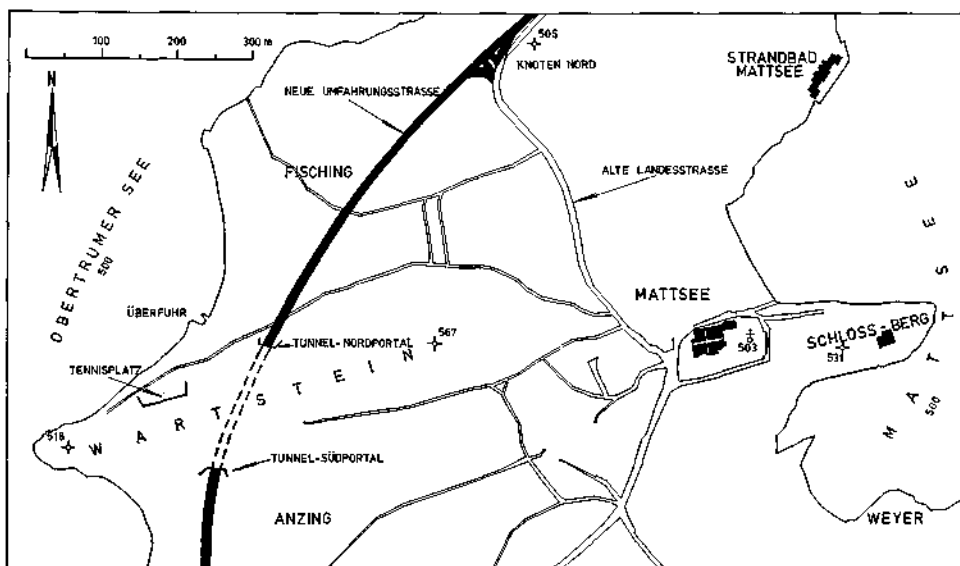 100 200 300 m
505
KNOTEN NORD
STRANDBAD
MATTSEE
N
NEUE UMFAHRUNGSSTRASSE
FISCHING
ALTE LANDESSTRASSE
OBERTRUMER SEE
500
ÜBERFUHR
MATTSEE
567
TUNNEL-NORDPORTAL
503
SCHLOSS-BERG
531
TENNISPLATZ
WARTSTEIN
518
MATTSEE
500
TUNNEL-SÜDPORTAL
ANZING
WEYER